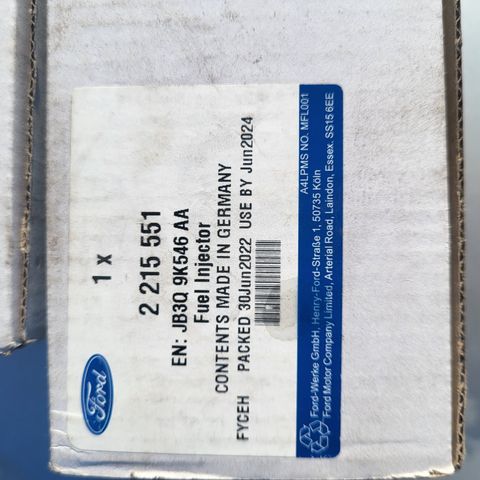 Ford
1 x
2 215 551
EN: JB3Q 9K546 AA
Fuel Injector
CONTENTS MADE IN GERMANY
FYCEH PACKED 30Jun2022 USE BY Jun2024
A4LPMS NO. MFL001
Ford-Werke GmbH, Henry-Ford-Straße 1, 50735 Köln
Ford Motor Company Limited, Arterial Road, Laindon, Essex. SS15 6EE